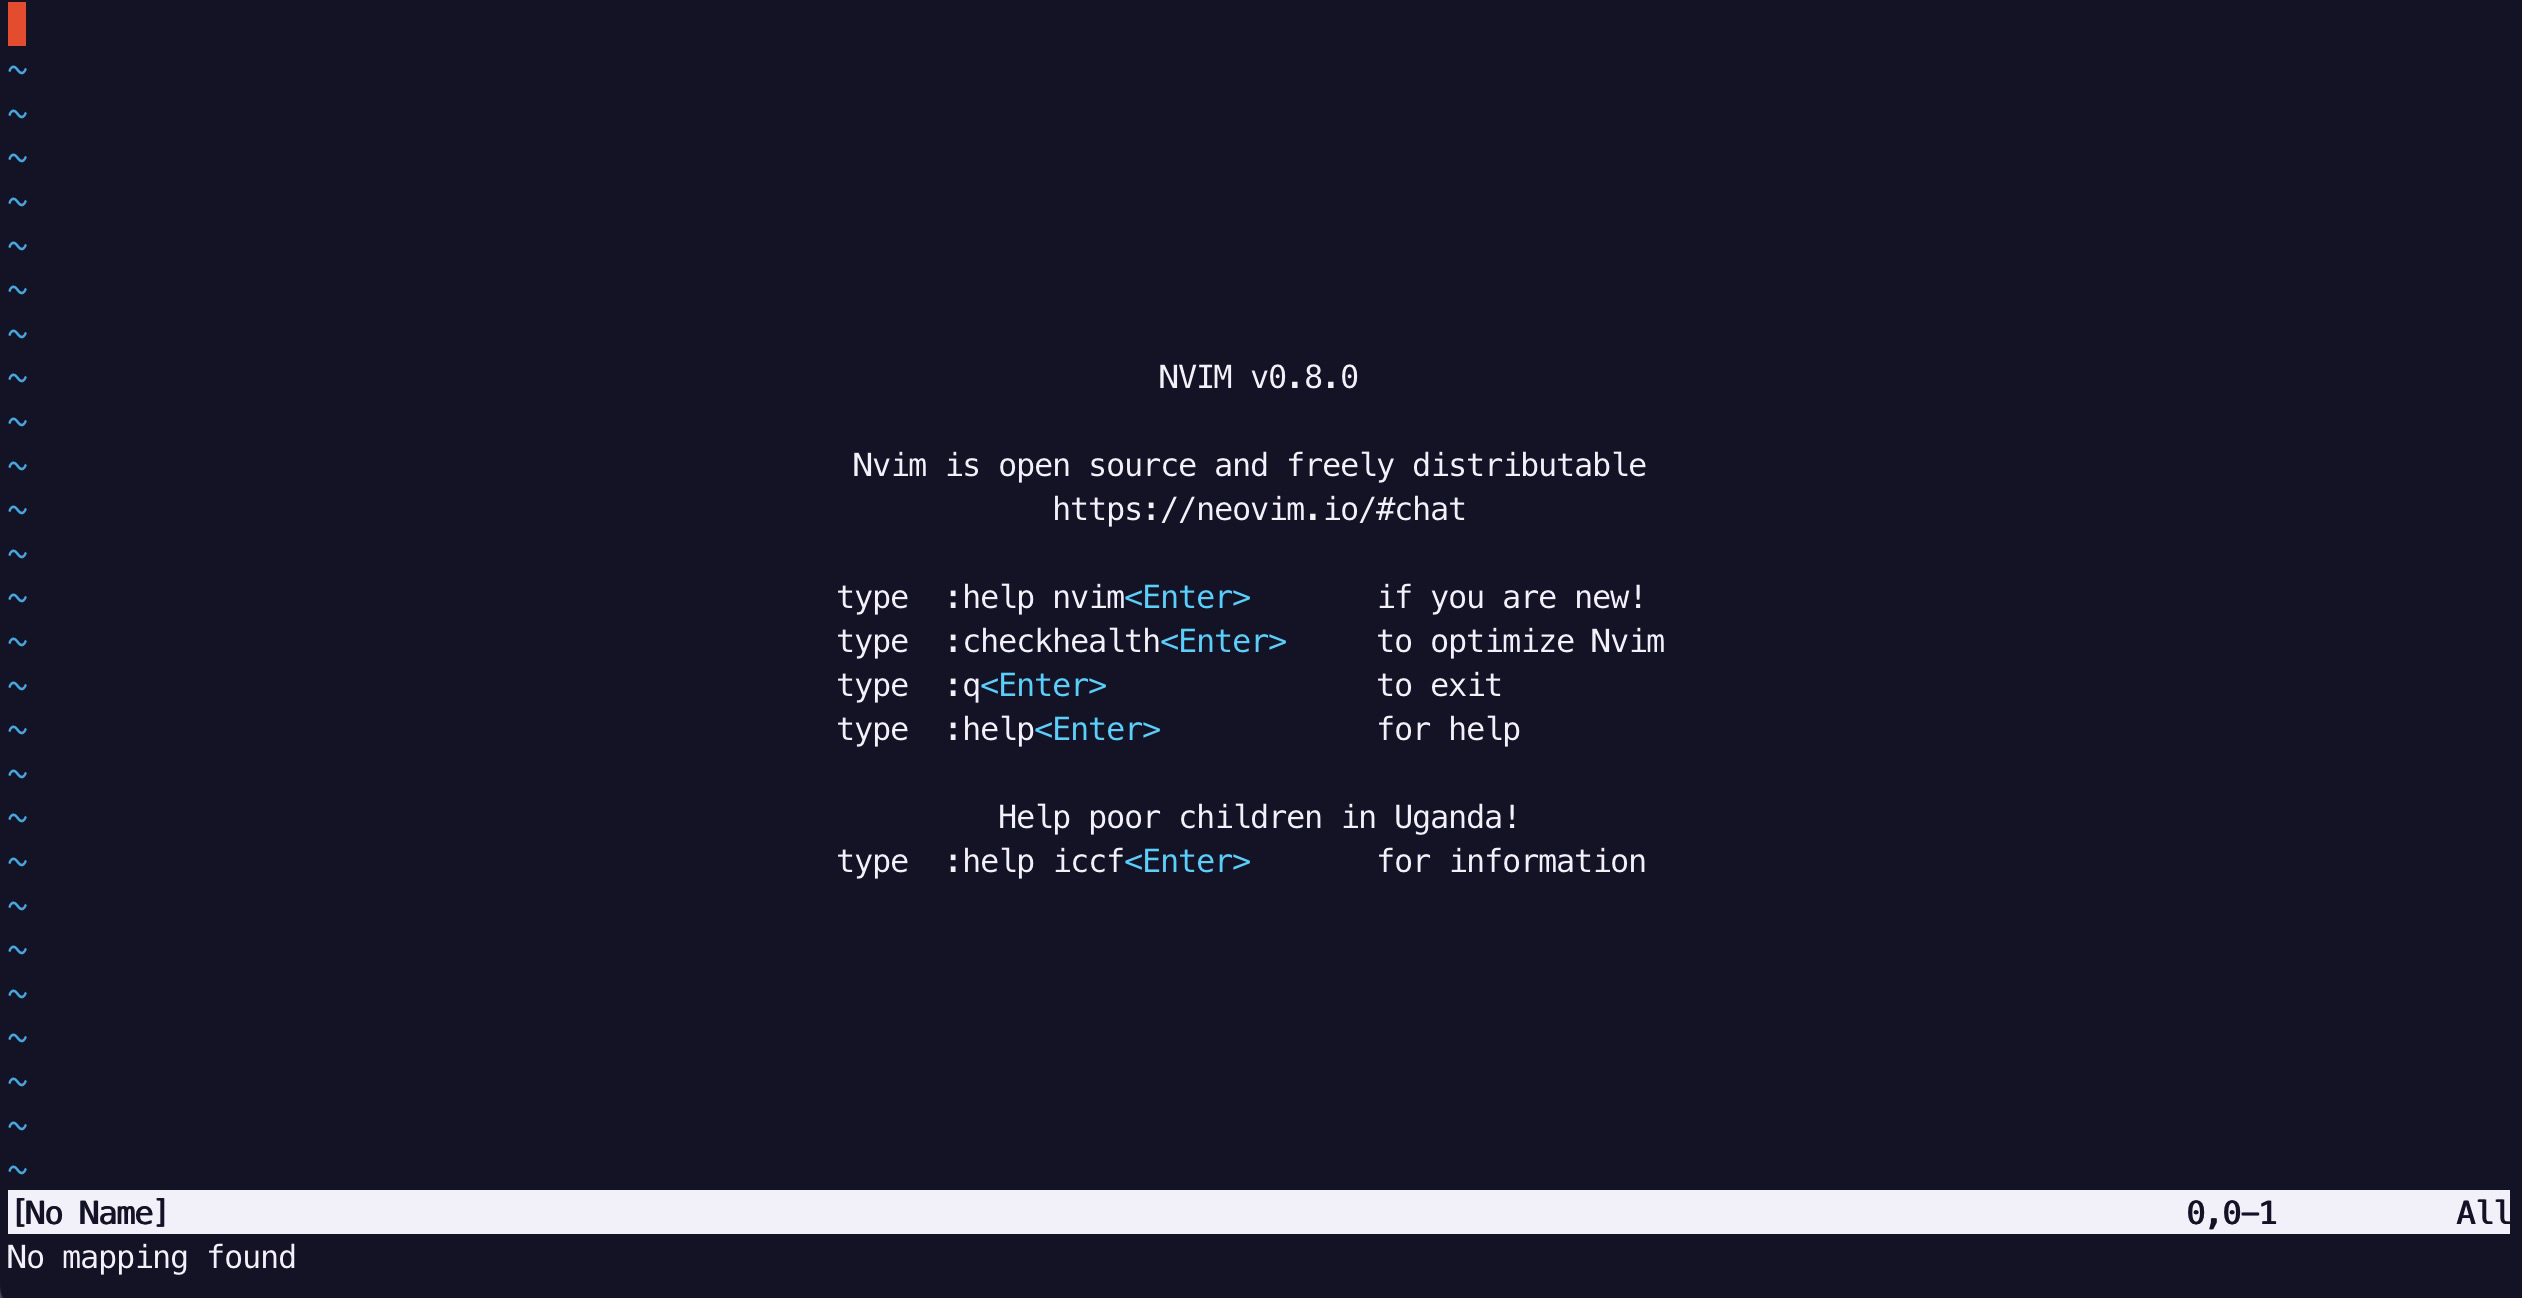 ~
~
~
~
~
~
~
~ NVIM v0.8.0
~
~ Nvim is open source and freely distributable
~ https://neovim.io/#chat
~
~ type  :help nvim<Enter>       if you are new!
~ type  :checkhealth<Enter>     to optimize Nvim
~ type  :q<Enter>               to exit
~ type  :help<Enter>            for help
~
~ Help poor children in Uganda!
~ type  :help iccf<Enter>       for information
~
~
~
~
~
~
~
[No Name] 0,0-1 All
No mapping found